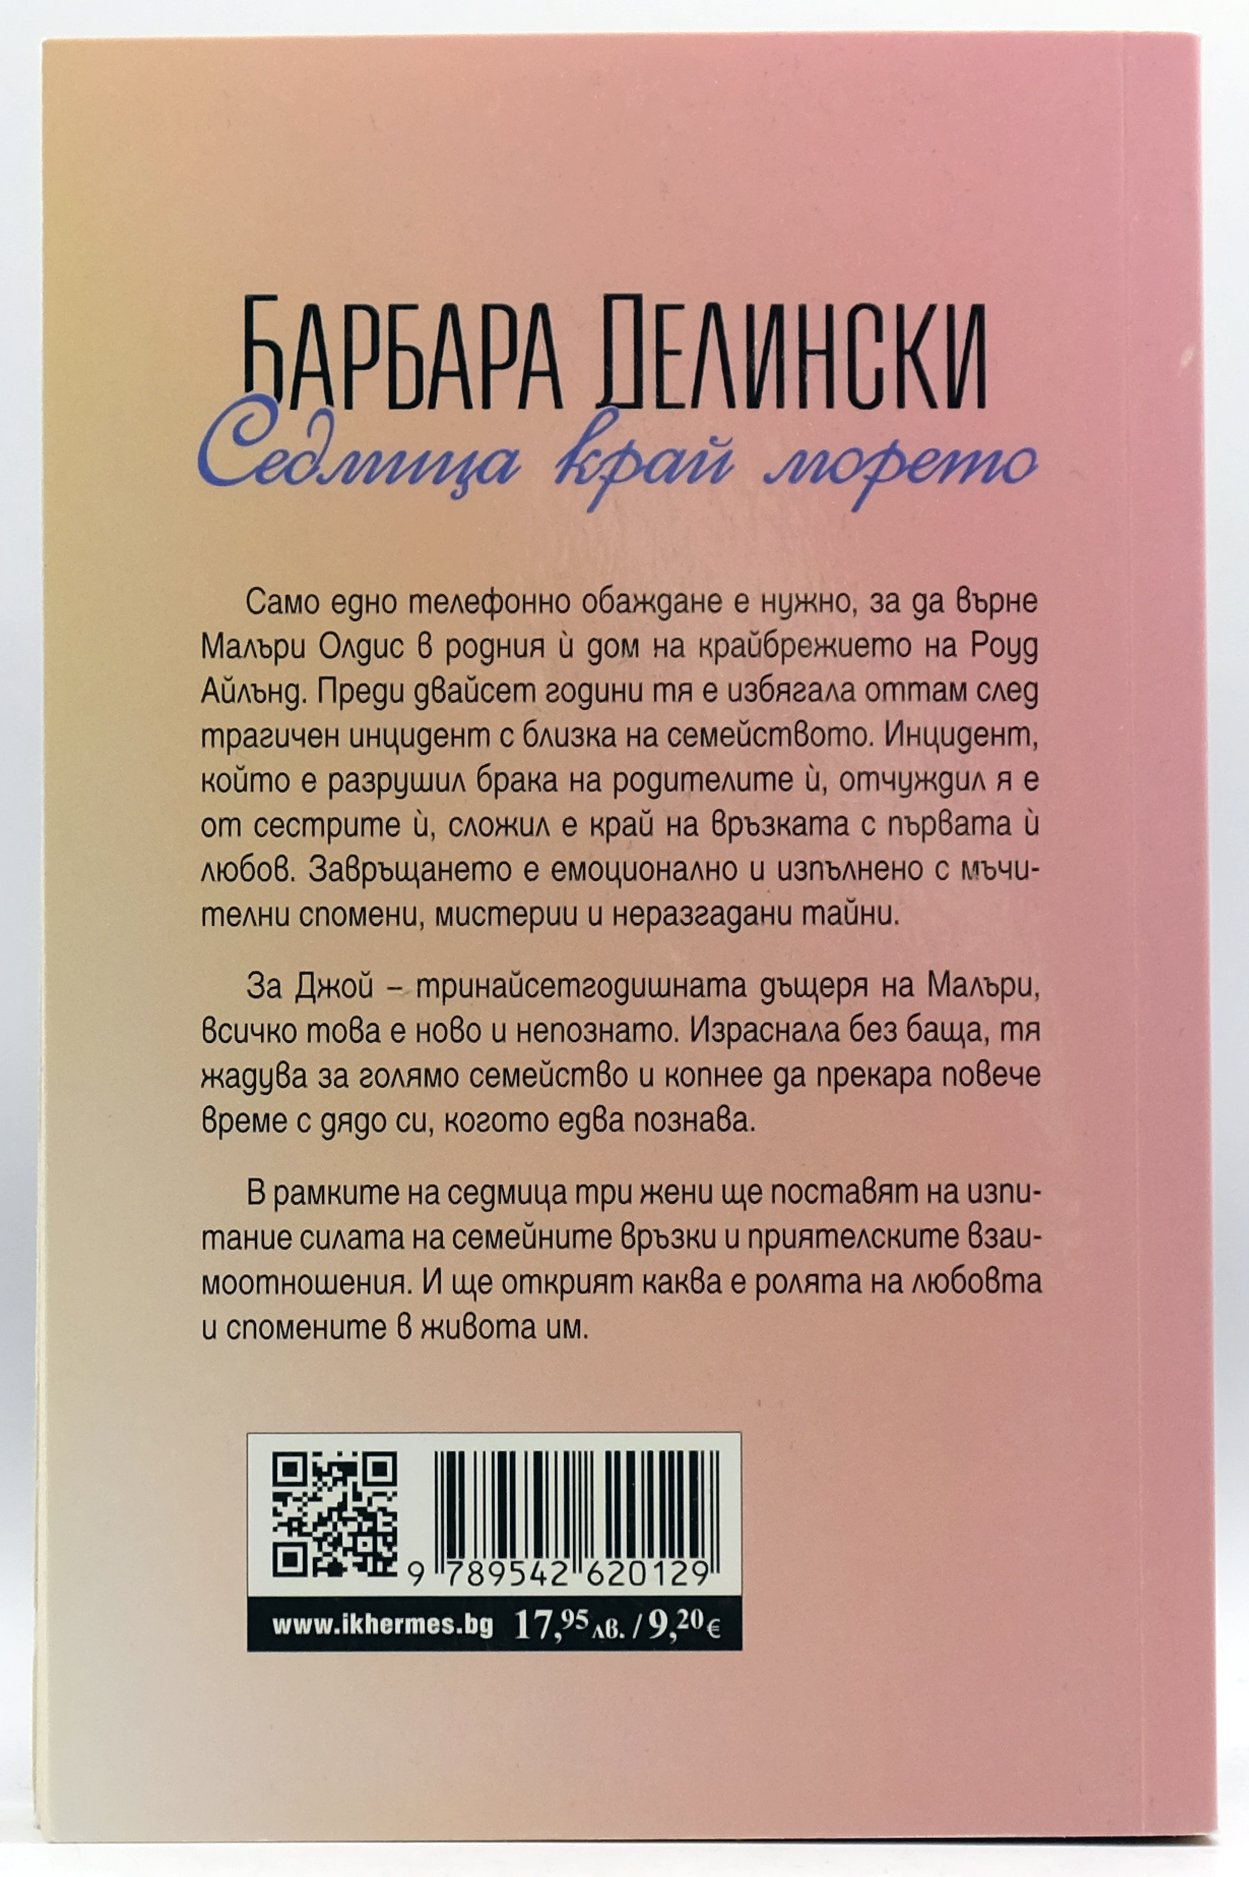 БАРБАРА ДЕЛИНСКИ
Седмица край морето
Само едно телефонно обаждане е нужно, за да върне
Малъри Олдис в родния ѝ дом на крайбрежието на Роуд
Айлънд. Преди двайсет години тя е избягала оттам след
трагичен инцидент с близка на семейството. Инцидент,
който е разрушил брака на родителите ѝ, отчуждил я е
от сестрите ѝ, сложил е край на връзката с първата ѝ
любов. Завръщането е емоционално и изпълнено с мъчи-
телни спомени, мистерии и неразгадани тайни.
За Джой – тринайсетгодишната дъщеря на Малъри,
всичко това е ново и непознато. Израснала без баща, тя
жадува за голямо семейство и копнее да прекара повече
време с дядо си, когото едва познава.
В рамките на седмица три жени ще поставят на изпи-
тание силата на семейните връзки и приятелските взаи-
моотношения. И ще открият каква е ролята на любовта
и спомените в живота им.
9 789542 620129
www.ikhermes.bg 17,95 лв. / 9,20 €